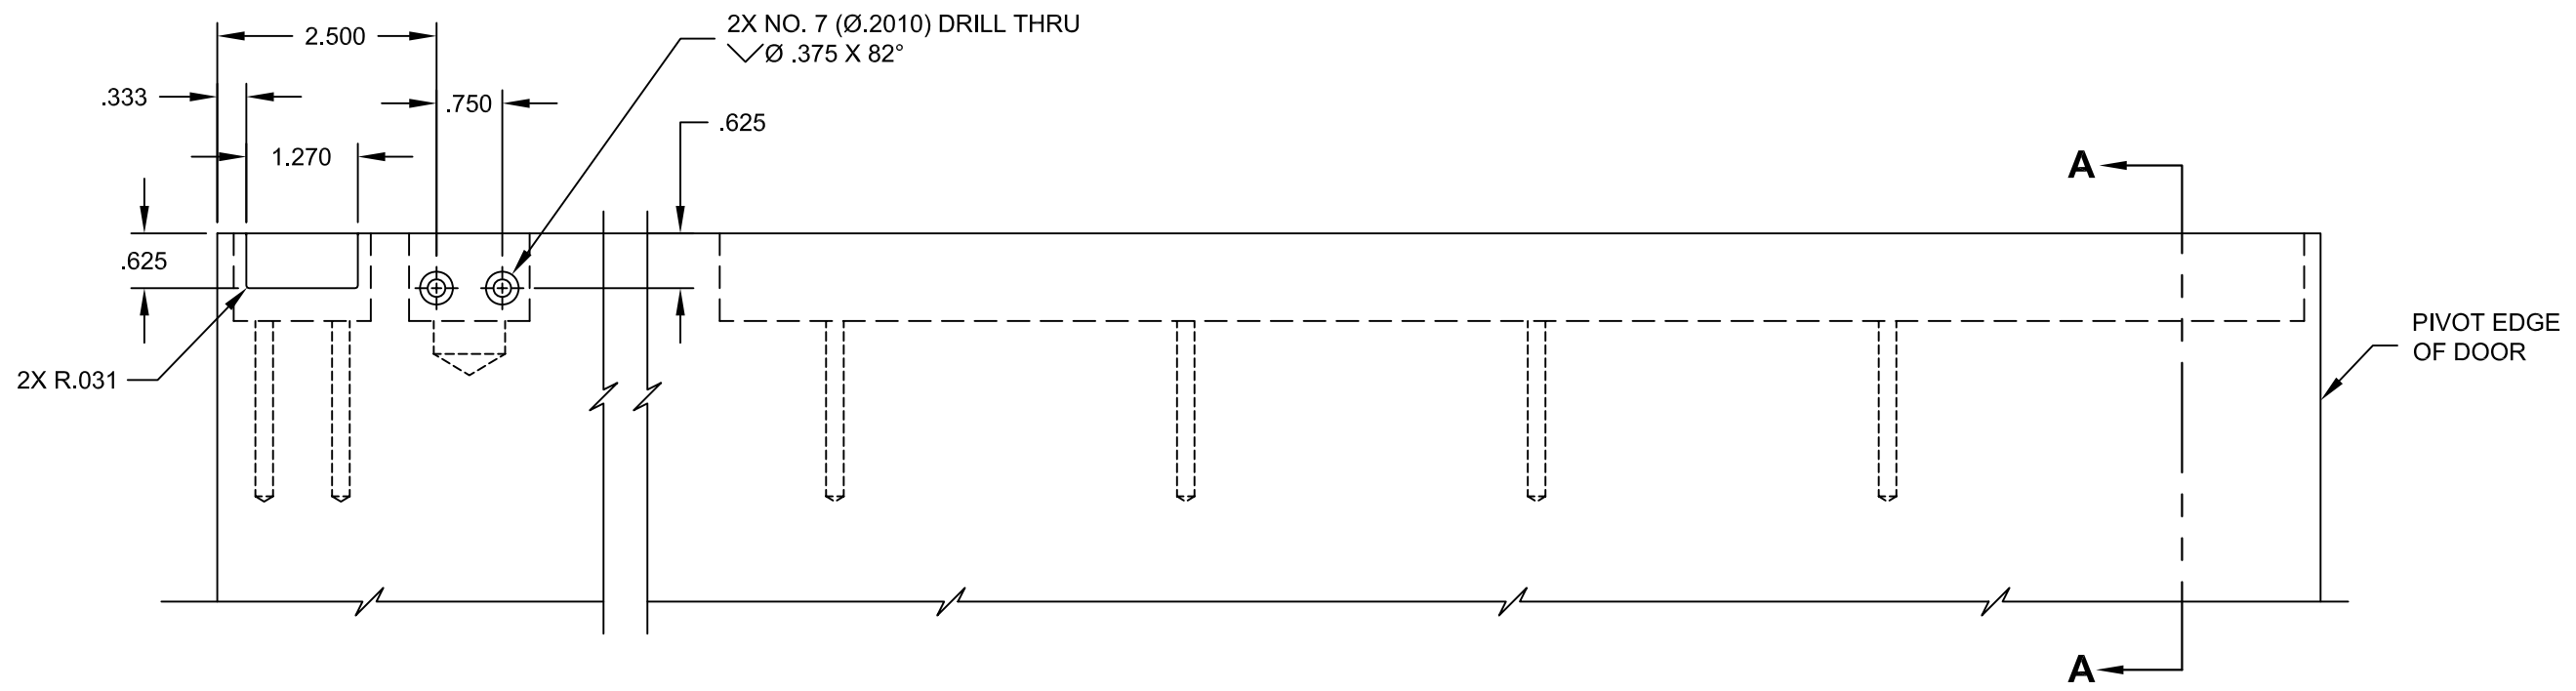 2.500
2X NO. 7 (Ø.2010) DRILL THRU
Ø .375 X 82°
.333
.750
.625
1.270
A
.625
PIVOT EDGE
OF DOOR
2X R.031
A